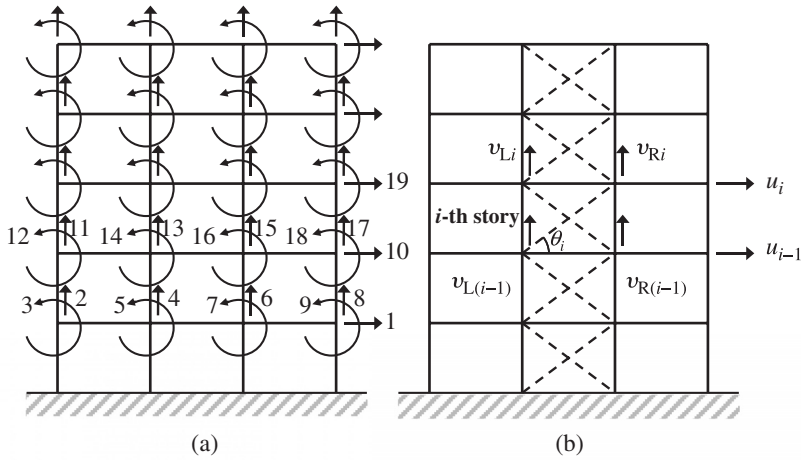 19
12 11 14 13 16 15 18 17
10
3 2 5 4 7 6 9 8
1
(a)
υLi υRi
ui
i-th story
θi
ui−1
υL(i−1) υR(i−1)
(b)